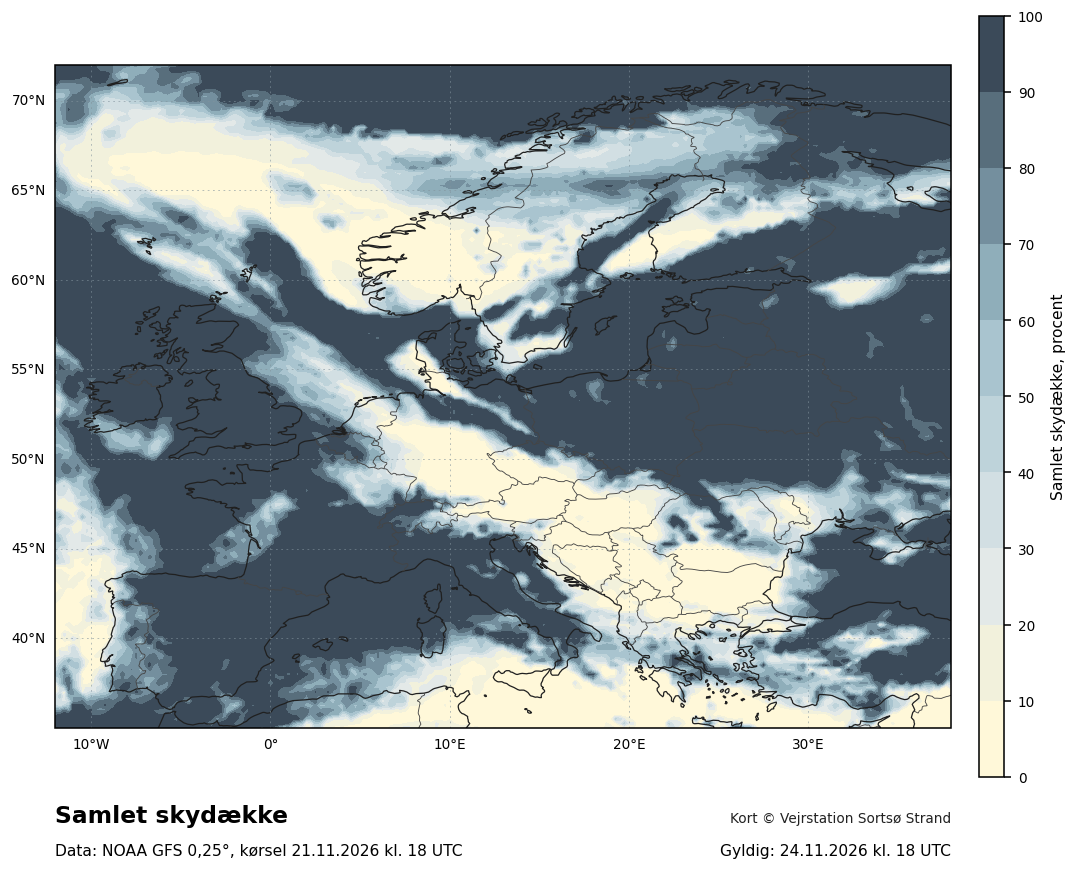 100
90
80
70
60
50
40
30
20
10
0
Samlet skydække, procent
70°N
65°N
60°N
55°N
50°N
45°N
40°N
10°W
0°
10°E
20°E
30°E
Samlet skydække
Kort © Vejrstation Sortsø Strand
Data: NOAA GFS 0,25°, kørsel 21.11.2026 kl. 18 UTC
Gyldig: 24.11.2026 kl. 18 UTC